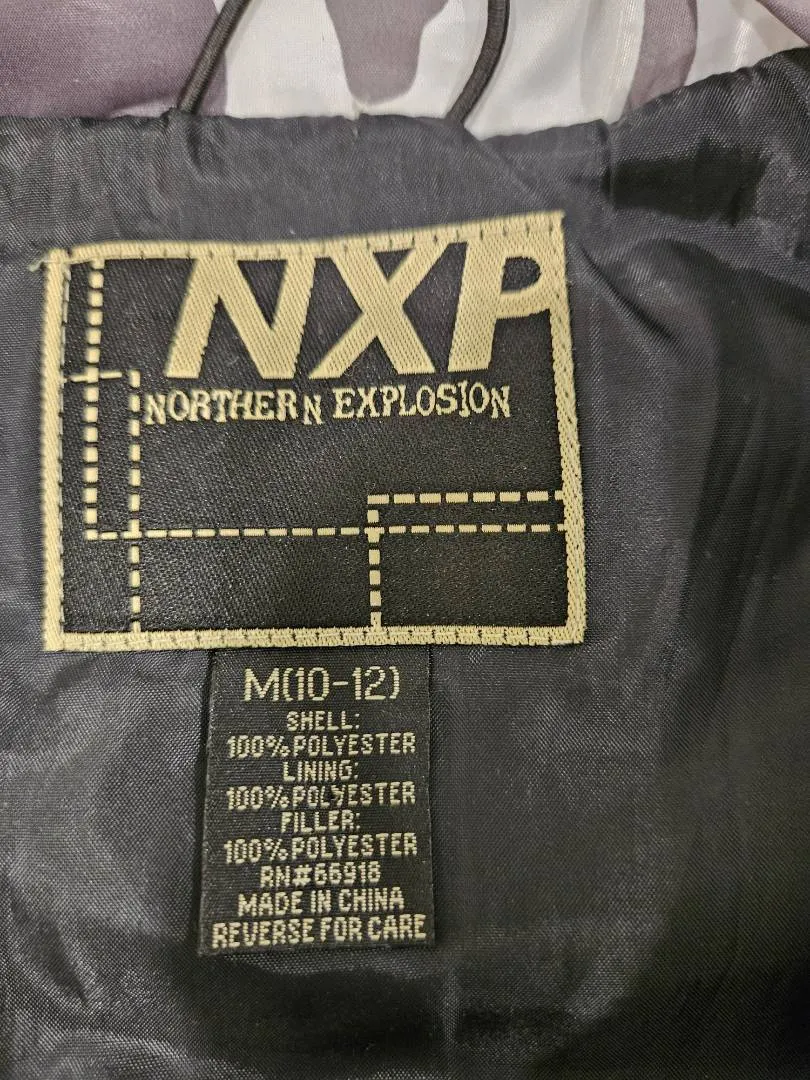 NXP
NORTHERN EXPLOSION
M(10-12)
SHELL:
100%POLYESTER
LINING:
100%POLYESTER
FILLER:
100%POLYESTER
RN#66918
MADE IN CHINA
REVERSE FOR CARE